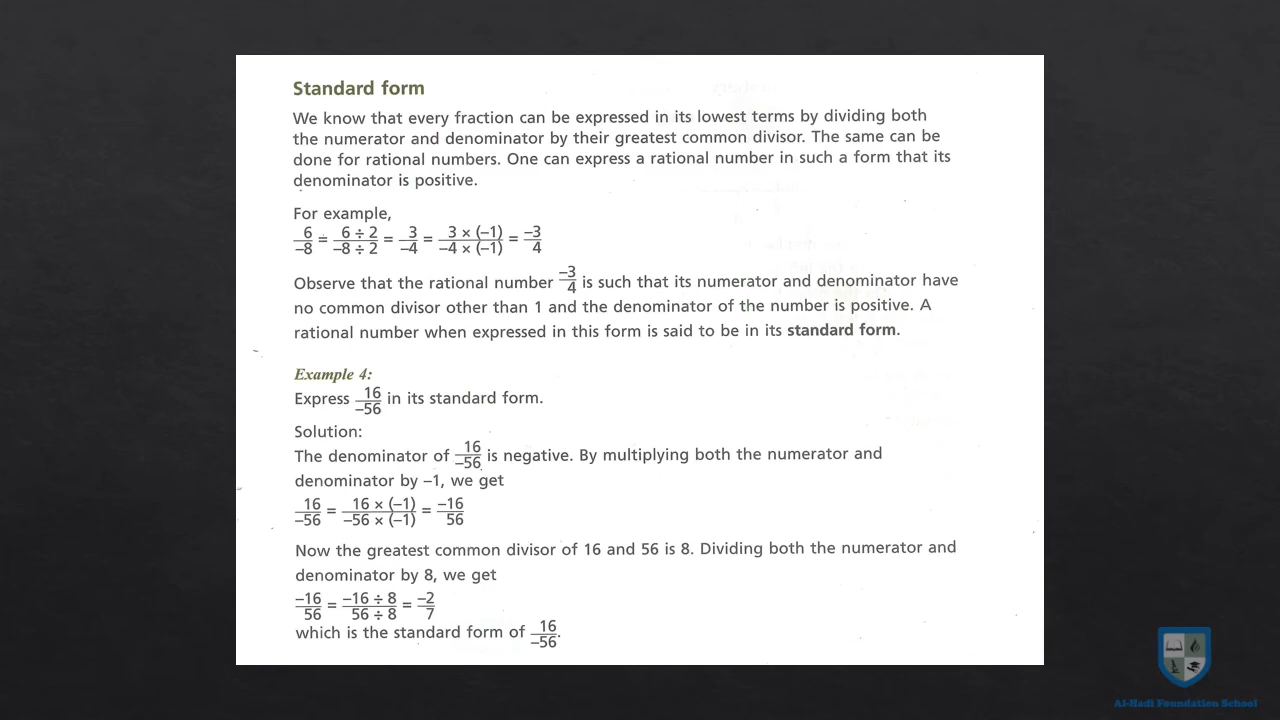 Standard form
We know that every fraction can be expressed in its lowest terms by dividing both
the numerator and denominator by their greatest common divisor. The same can be
done for rational numbers. One can express a rational number in such a form that its
denominator is positive.
For example,
6/–8 = 6 ÷ 2/–8 ÷ 2 = 3/–4 = 3 × (–1)/–4 × (–1) = –3/4
Observe that the rational number –3/4 is such that its numerator and denominator have
no common divisor other than 1 and the denominator of the number is positive. A
rational number when expressed in this form is said to be in its standard form.
Example 4:
Express 16/–56 in its standard form.
Solution:
The denominator of 16/–56 is negative. By multiplying both the numerator and
denominator by –1, we get
16/–56 = 16 × (–1)/–56 × (–1) = –16/56
Now the greatest common divisor of 16 and 56 is 8. Dividing both the numerator and
denominator by 8, we get
–16/56 = –16 ÷ 8/56 ÷ 8 = –2/7
which is the standard form of 16/–56.
Al-Hadi Foundation School